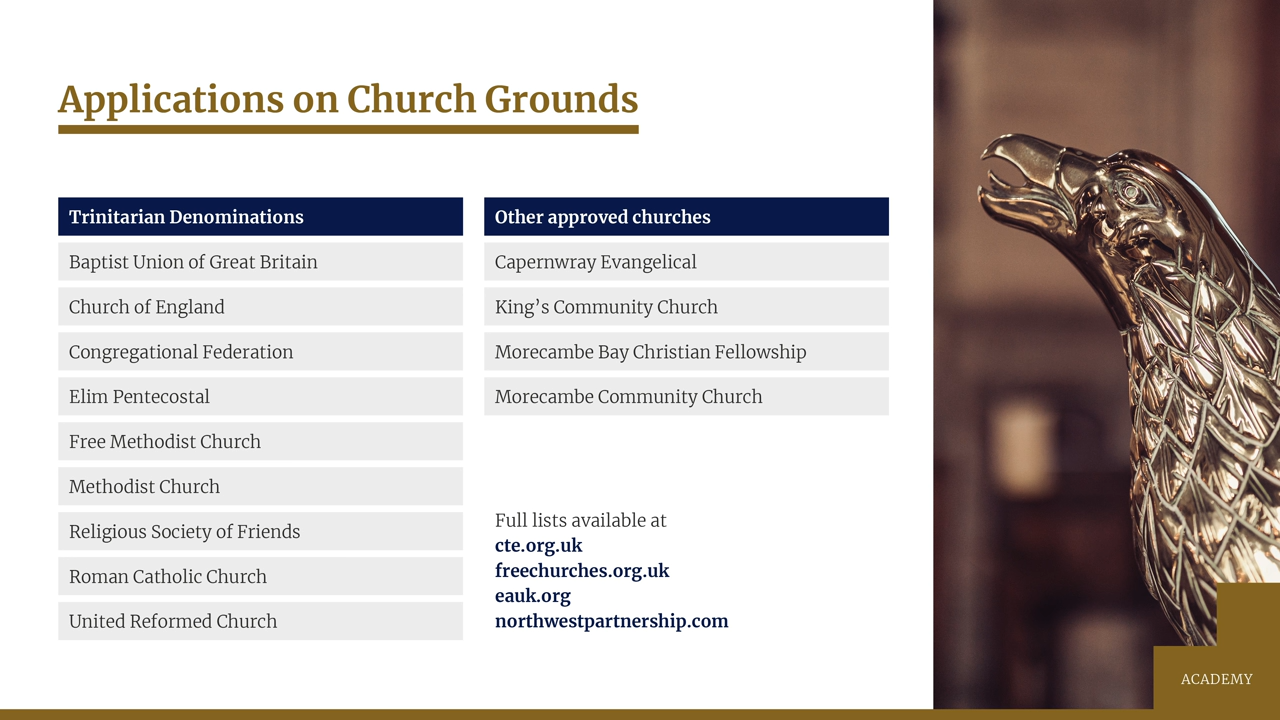 Applications on Church Grounds
Trinitarian Denominations
Baptist Union of Great Britain
Church of England
Congregational Federation
Elim Pentecostal
Free Methodist Church
Methodist Church
Religious Society of Friends
Roman Catholic Church
United Reformed Church
Other approved churches
Capernwray Evangelical
King’s Community Church
Morecambe Bay Christian Fellowship
Morecambe Community Church
Full lists available at
cte.org.uk
freechurches.org.uk
eauk.org
northwestpartnership.com
ACADEMY